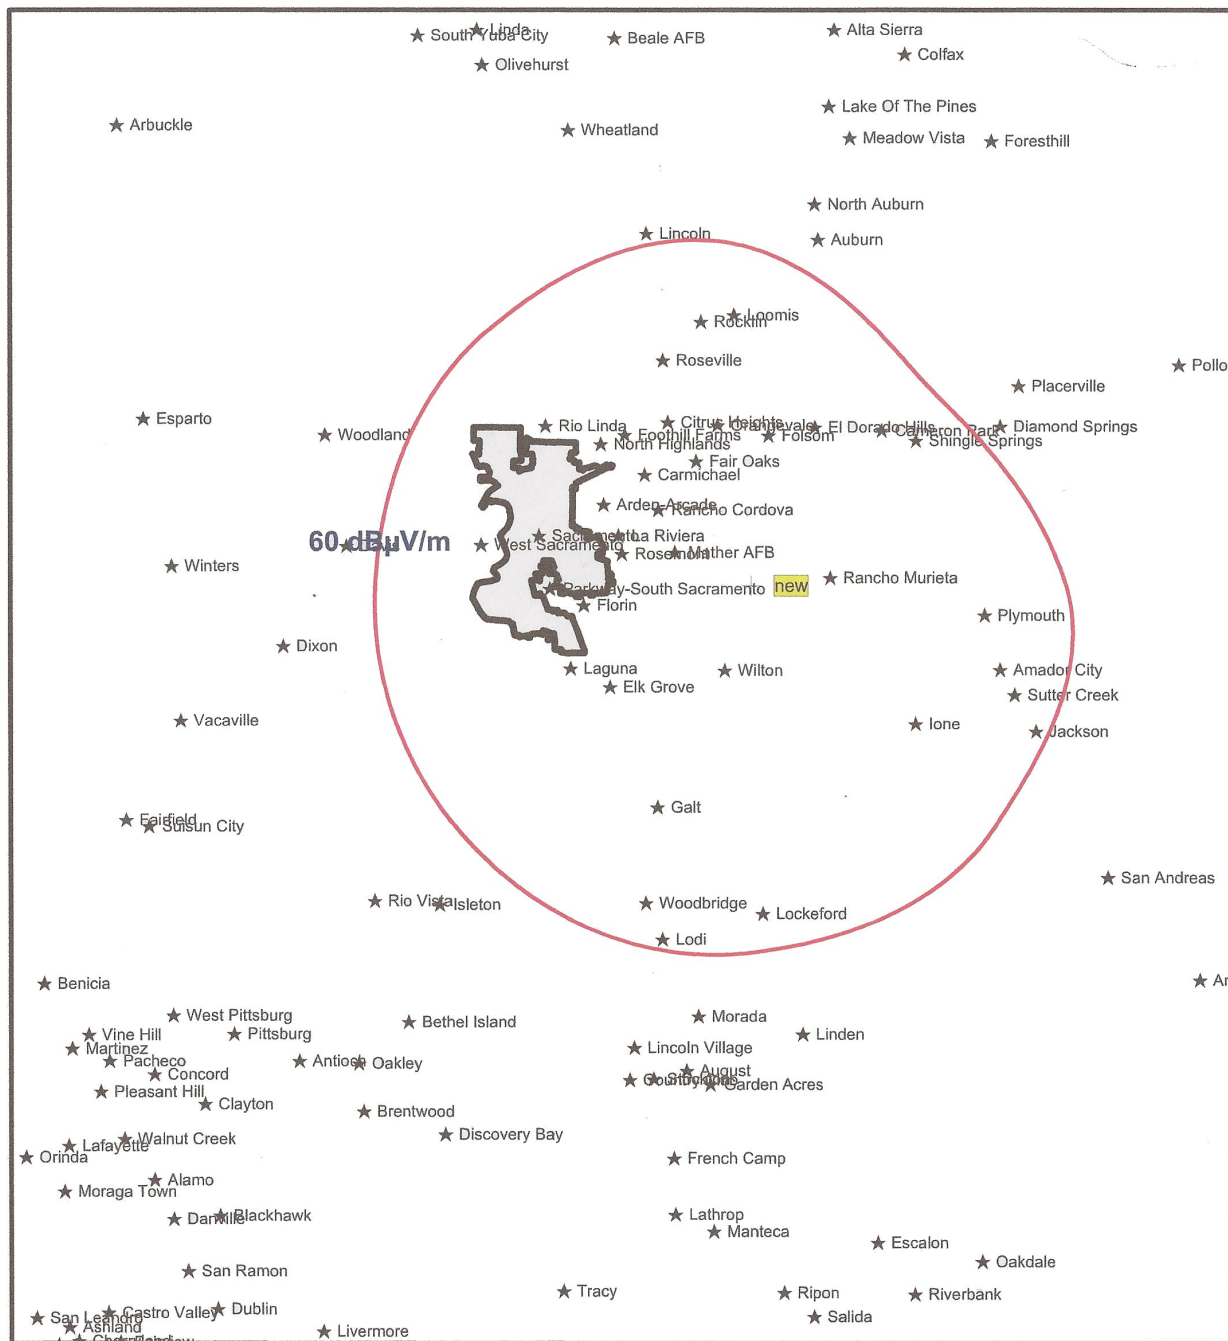 Linda
South Yuba City
Beale AFB
Alta Sierra
Colfax
Olivehurst
Lake Of The Pines
Arbuckle
Wheatland
Meadow Vista
Foresthill
North Auburn
Lincoln
Auburn
Loomis
Rocklin
Roseville
Pollo
Placerville
Esparto
Woodland
Rio Linda
Citrus Heights
Orangevale
El Dorado Hills
Cameron Park
Diamond Springs
Foothill Farms
Folsom
Shingle Springs
North Highlands
Fair Oaks
Carmichael
Arden-Arcade
Rancho Cordova
60 dBµV/m
Davis
West Sacramento
Sacramento
La Riviera
Rosemont
Mather AFB
Winters
Parkway-South Sacramento
new
Rancho Murieta
Florin
Plymouth
Dixon
Laguna
Wilton
Amador City
Elk Grove
Sutter Creek
Vacaville
Ione
Jackson
Galt
Fairfield
Suisun City
San Andreas
Rio Vista
Isleton
Woodbridge
Lockeford
Lodi
Benicia
Ar
West Pittsburg
Bethel Island
Morada
Vine Hill
Pittsburg
Linden
Martinez
Lincoln Village
Pacheco
Antioch
Oakley
Concord
August
Stockton
Garden Acres
Pleasant Hill
Clayton
Brentwood
Discovery Bay
Walnut Creek
Lafayette
Orinda
French Camp
Alamo
Moraga Town
Danville
Blackhawk
Lathrop
Manteca
Escalon
Oakdale
San Ramon
Tracy
Ripon
Riverbank
Castro Valley
Dublin
San Leandro
Salida
Ashland
Livermore